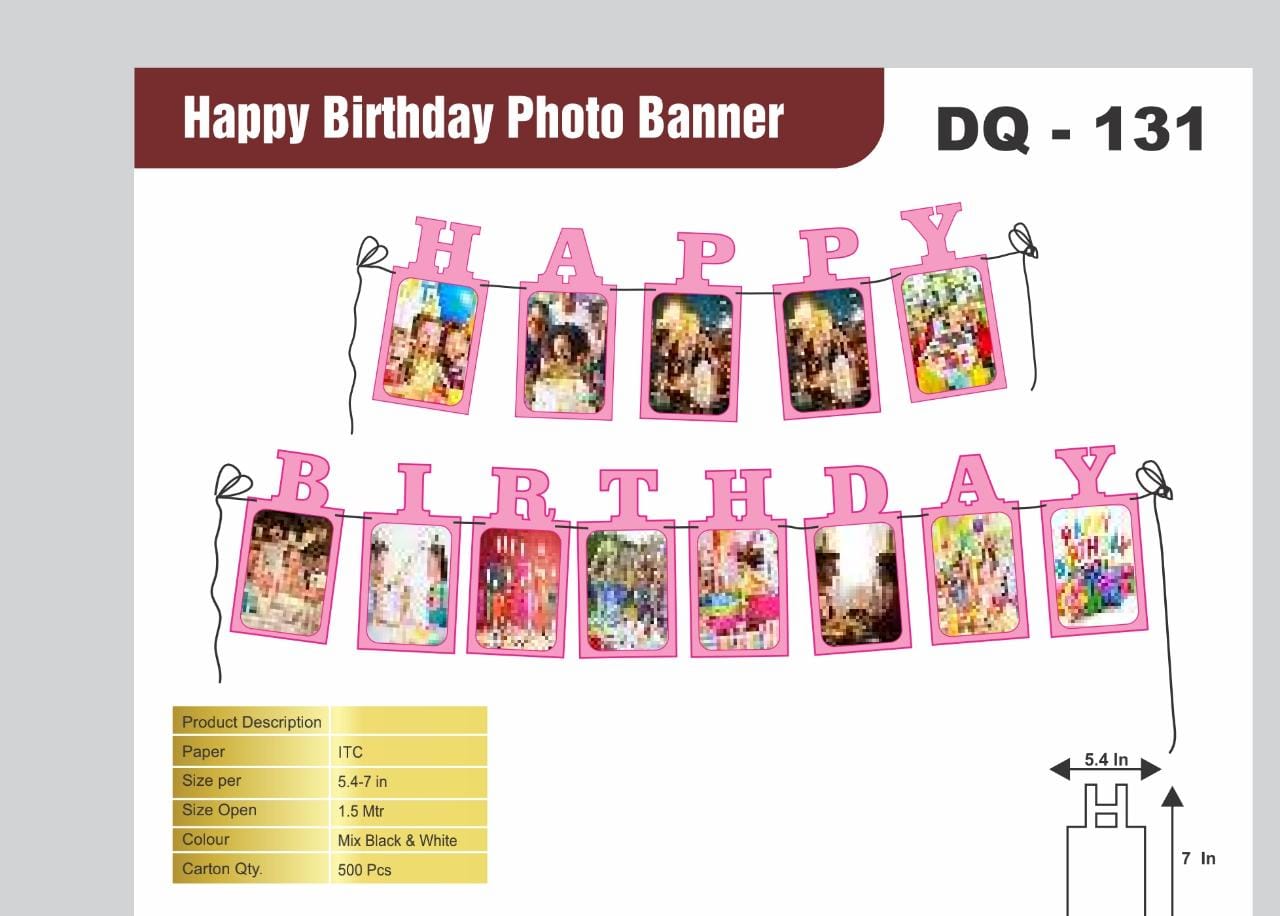 Happy Birthday Photo Banner
DQ - 131
HAPPY
BIRTHDAY
Product Description
Paper ITC
Size per 5.4-7 in
Size Open 1.5 Mtr
Colour Mix Black & White
Carton Qty. 500 Pcs
5.4 In
H
7 In